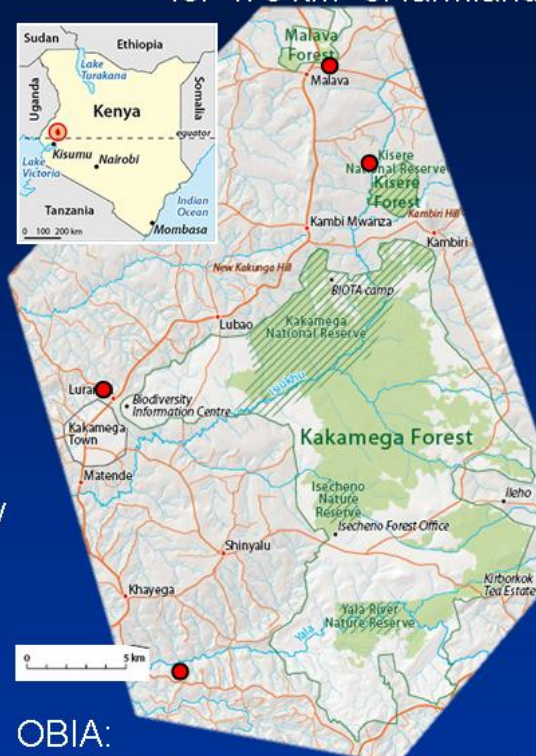 Sudan
Ethiopia
Lake
Turakana
Uganda
Kenya
Somalia
equator
Kisumu
Nairobi
Lake
Victoria
Indian
Ocean
Tanzania
Mombasa
0 100 200 km
Malava
Forest
Malava
Kisere
National Reserve
Kisere
Forest
Kambi Mwanza
Kambiri Hill
Kambiri
New Kakunga Hill
BIOTA camp
Lubao
Kakamega
National Reserve
Isiukhu
Biodiversity
Information Centre
Kakamega
Town
Kakamega Forest
Matende
Isecheno
Nature
Reserve
Ileho
Isecheno Forest Office
Shinyalu
Kirborkok
Tea Estate
Khayega
Yala River
Nature Reserve
Yala
0 5 km
OBIA: